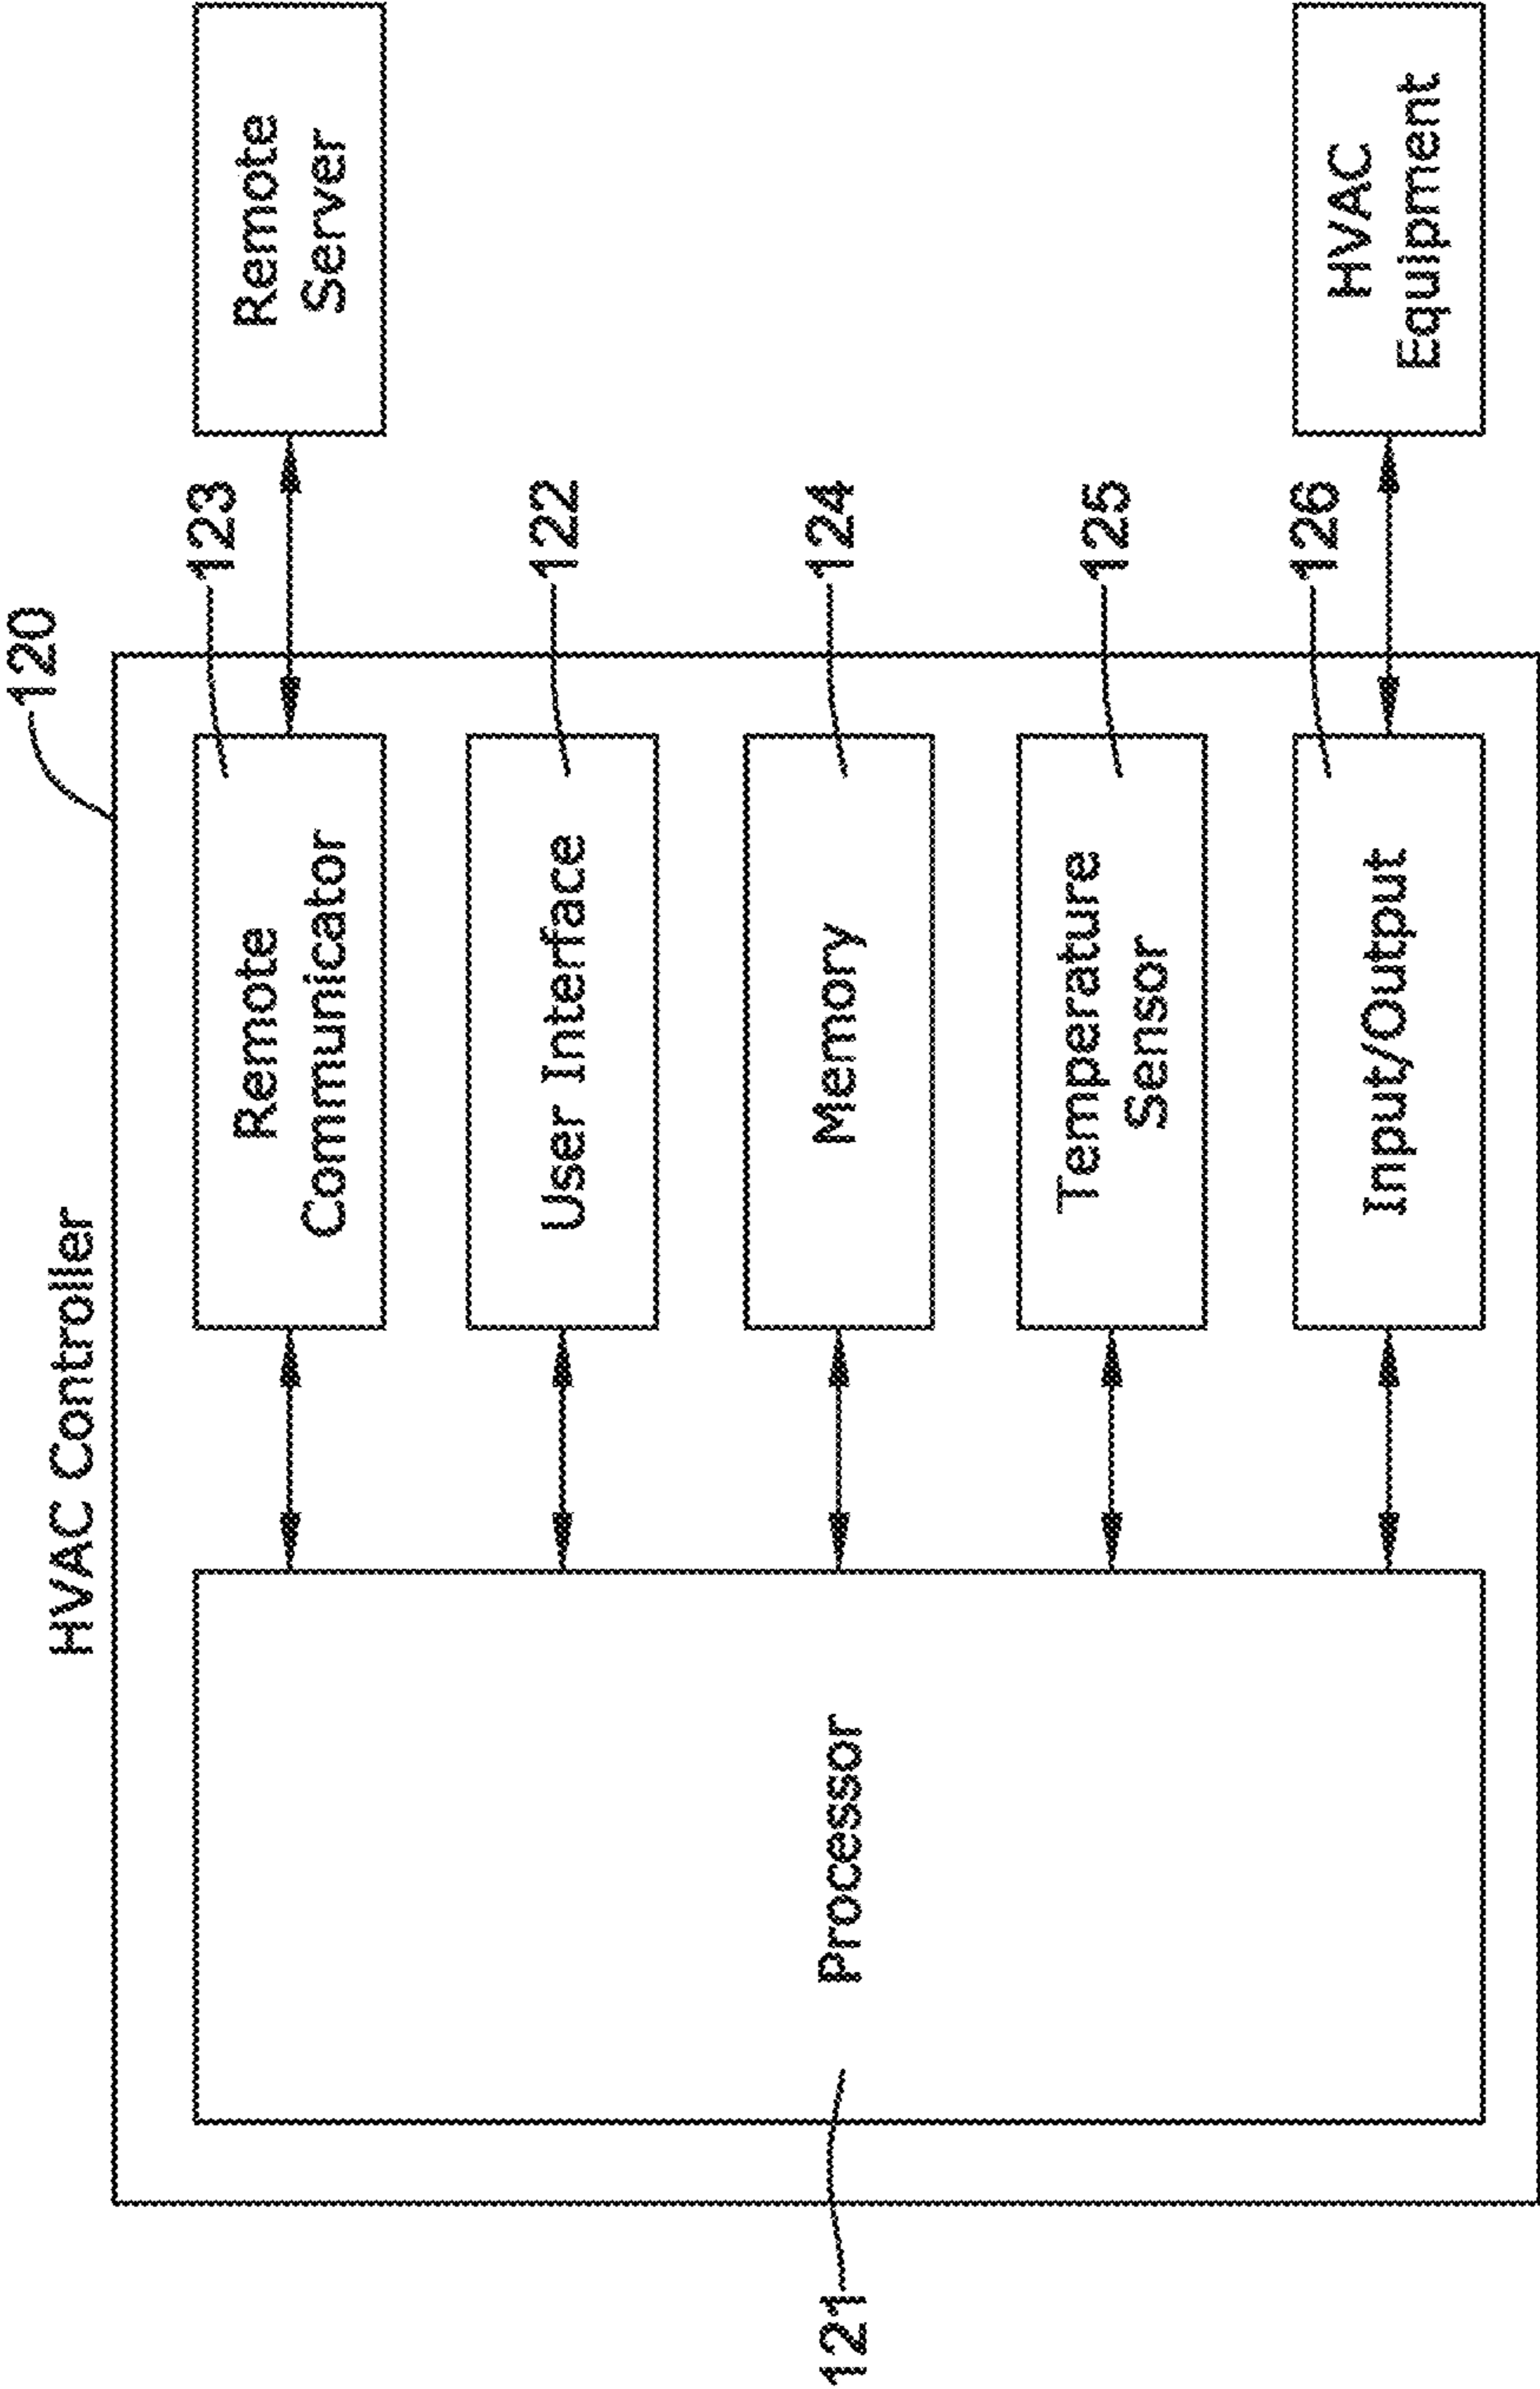 HVAC Controller
120
Remote
Communicator
123
Remote
Server
User Interface
122
Processor
121
Memory
124
Temperature
Sensor
125
Input/Output
126
HVAC
Equipment